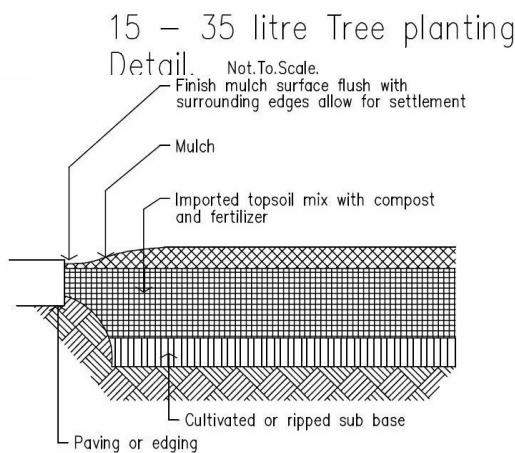 15 – 35 litre Tree planting
Detail. Not.To.Scale.
Finish mulch surface flush with
surrounding edges allow for settlement
Mulch
Imported topsoil mix with compost
and fertilizer
Cultivated or ripped sub base
Paving or edging